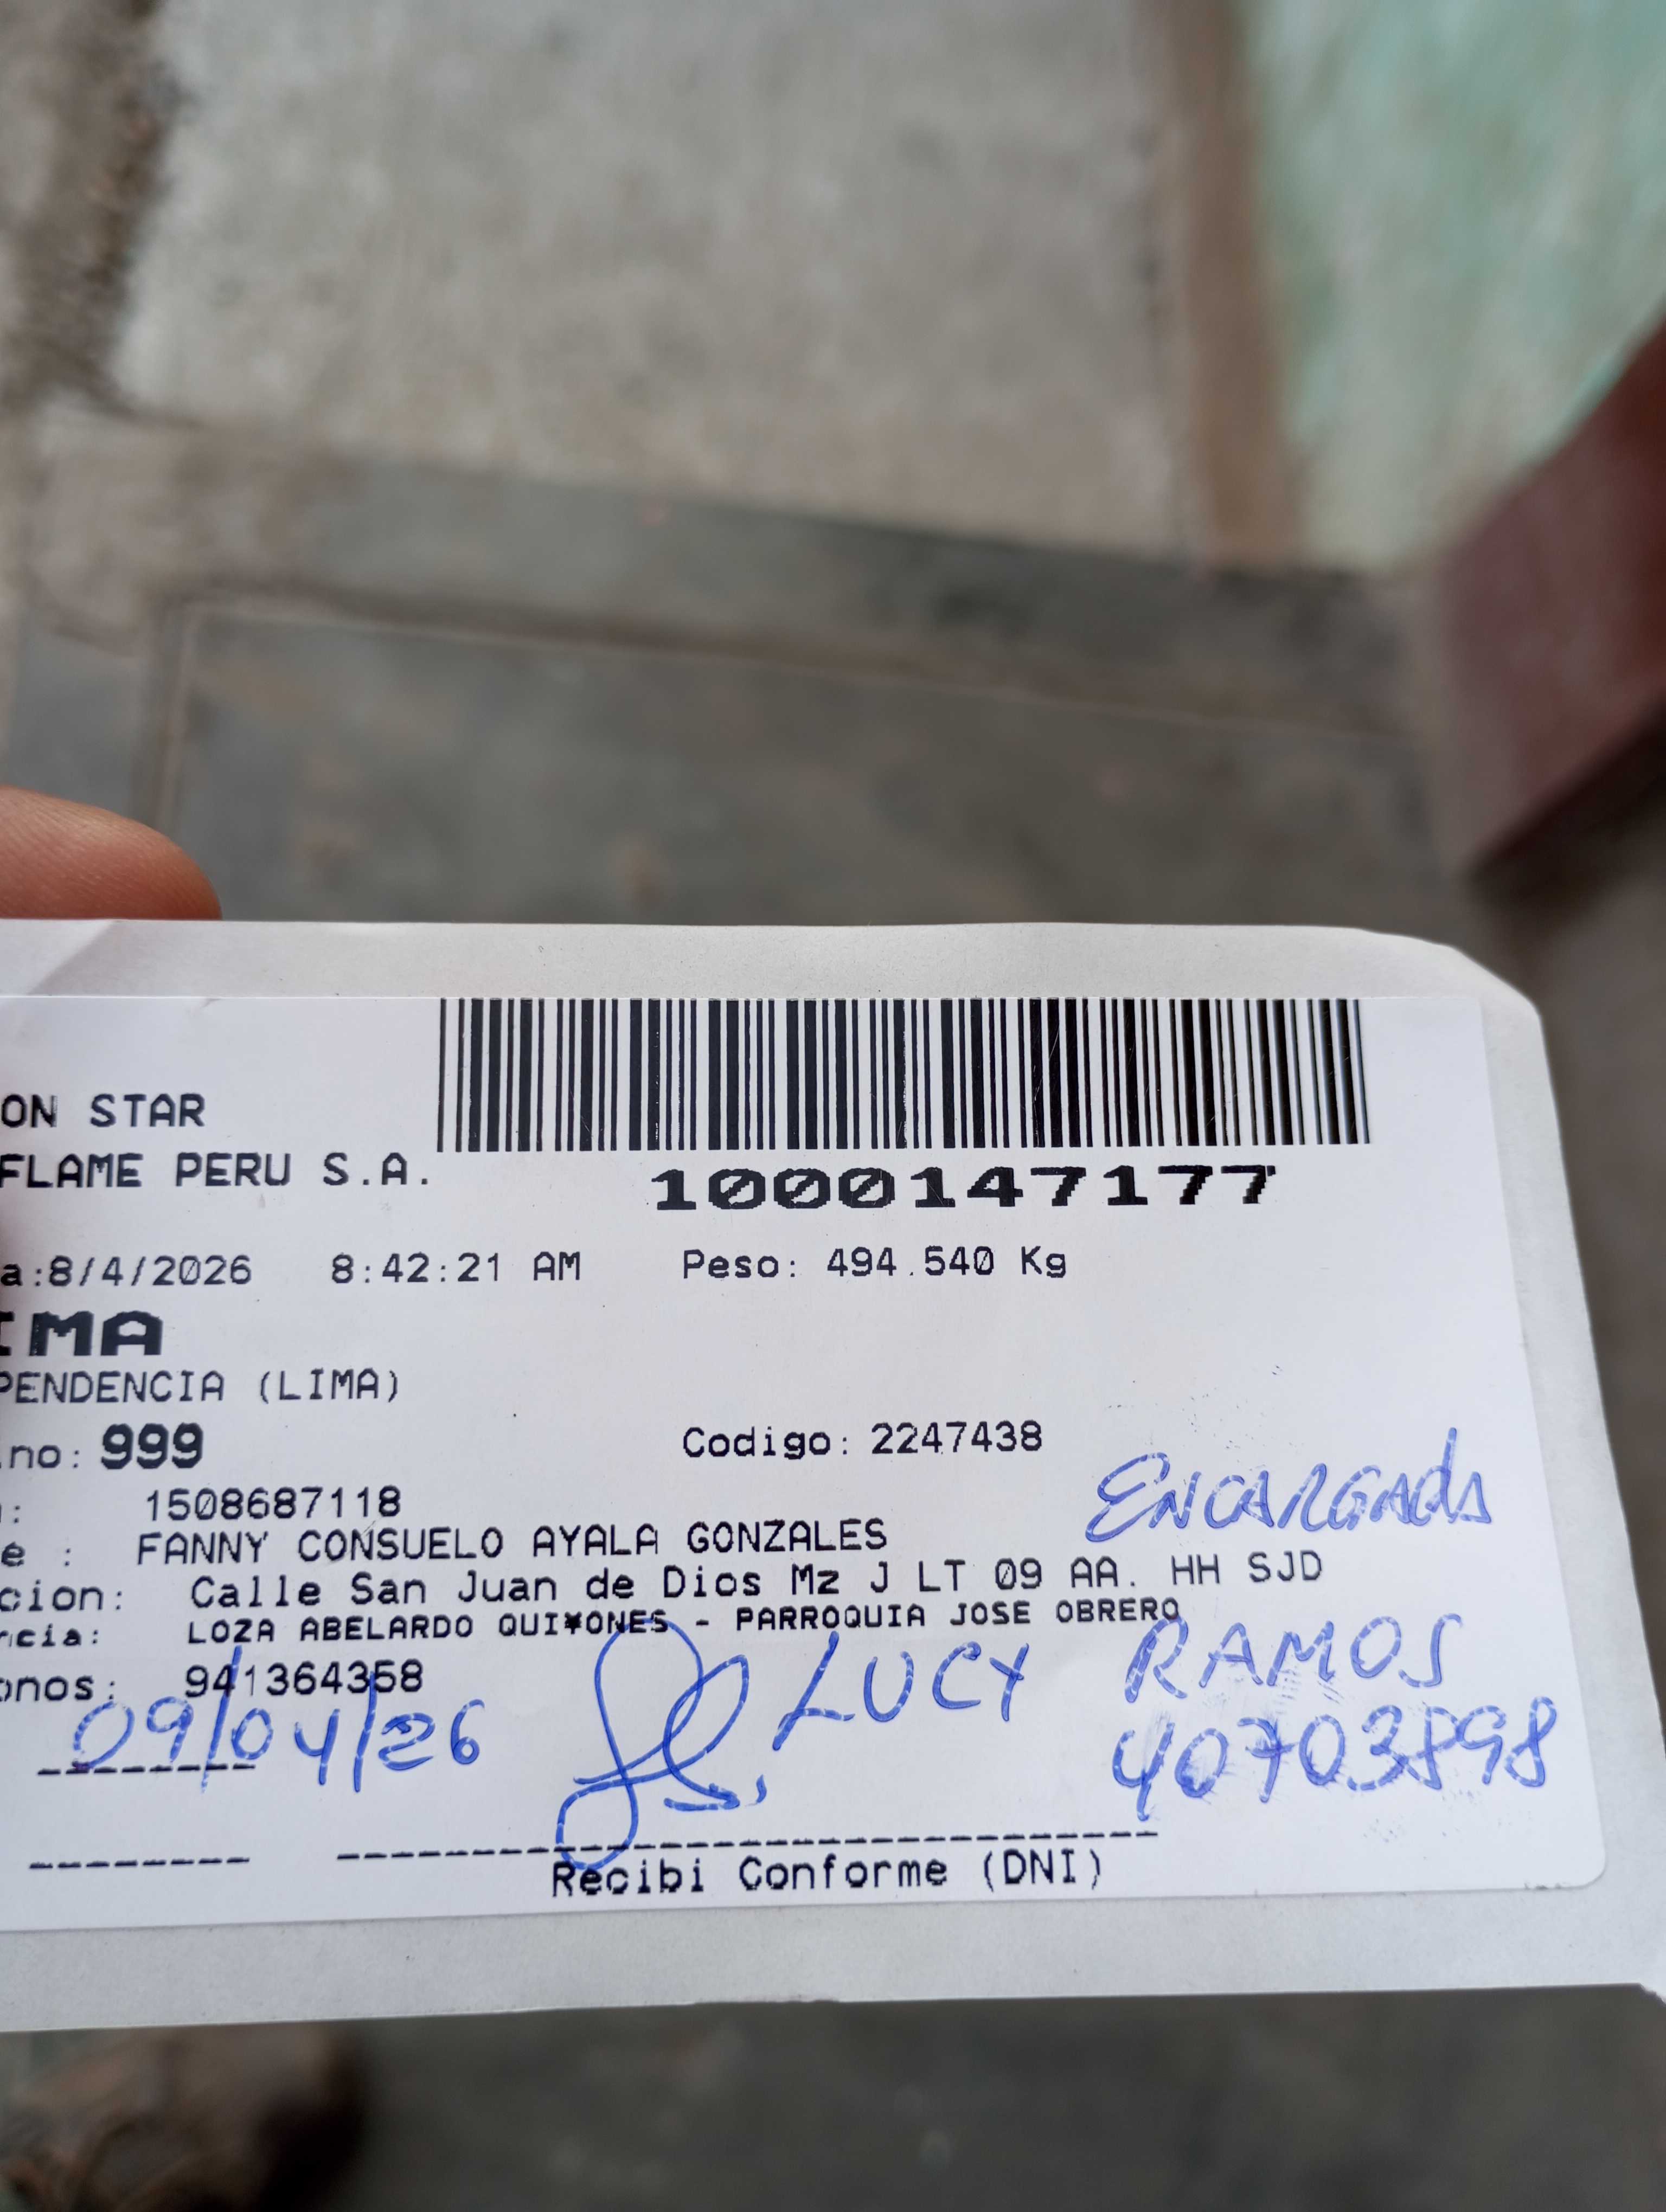 ON STAR
FLAME PERU S.A.
1000147177
a:8/4/2026 8:42:21 AM Peso: 494.540 Kg
IMA
PENDENCIA (LIMA)
.no: 999 Codigo: 2247438
: 1508687118
ENCARGADA
e : FANNY CONSUELO AYALA GONZALES
cion: Calle San Juan de Dios Mz J LT 09 AA. HH SJD
ncia: LOZA ABELARDO QUI¥ONES - PARROQUIA JOSE OBRERO
onos: 941364358
LUCY RAMOS
09/04/26 40703898
Recibi Conforme (DNI)